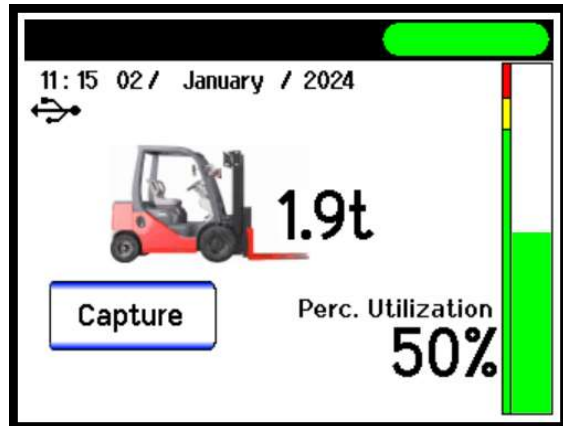 11:15 02/ January / 2024
1.9t
Capture
Perc. Utilization
50%